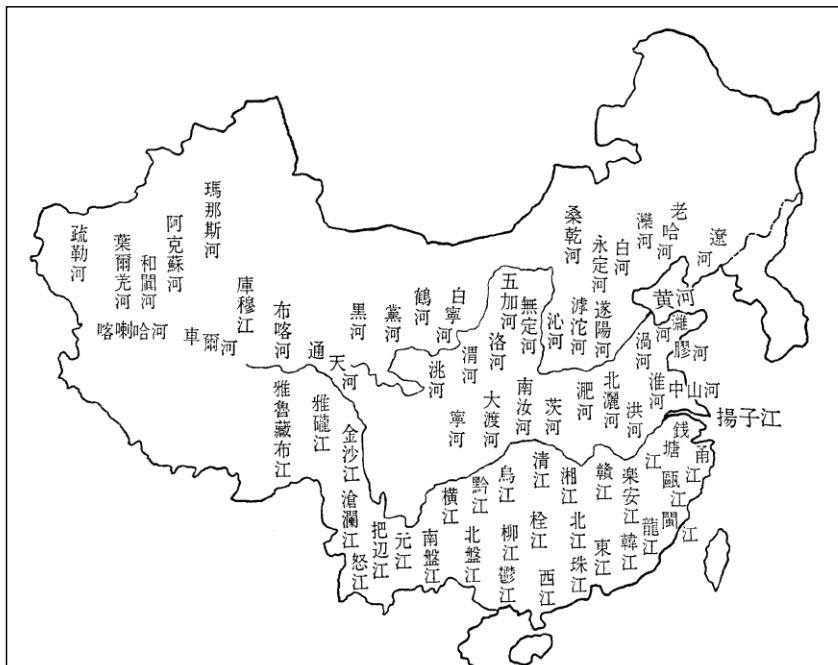 疏勒河
葉爾羌河
和闐河
阿克蘇河
瑪那斯河
喀喇哈河
車爾河
庫穆江
布喀河
通天河
黑河
黨河
鶴河
白寧河
五加河
無定河
沁河
桑乾河
滹沱河
永定河
遂陽河
白河
灤河
老哈河
遼河
黄河
濰河
膠河
渦河
淮河
中山河
揚子江
洮河
渭河
洛河
寧河
大渡河
南汝河
茨河
淝河
北灑河
洪河
雅魯藏布江
雅礲江
金沙江
滄瀾江
怒江
把辺江
元江
南盤江
横江
黔江
北盤江
烏江
柳江
鬱江
清江
栓江
西江
湘江
北江
珠江
贛江
東江
楽安江
韓江
龍江
錢塘江
甬江
甌江
閩江